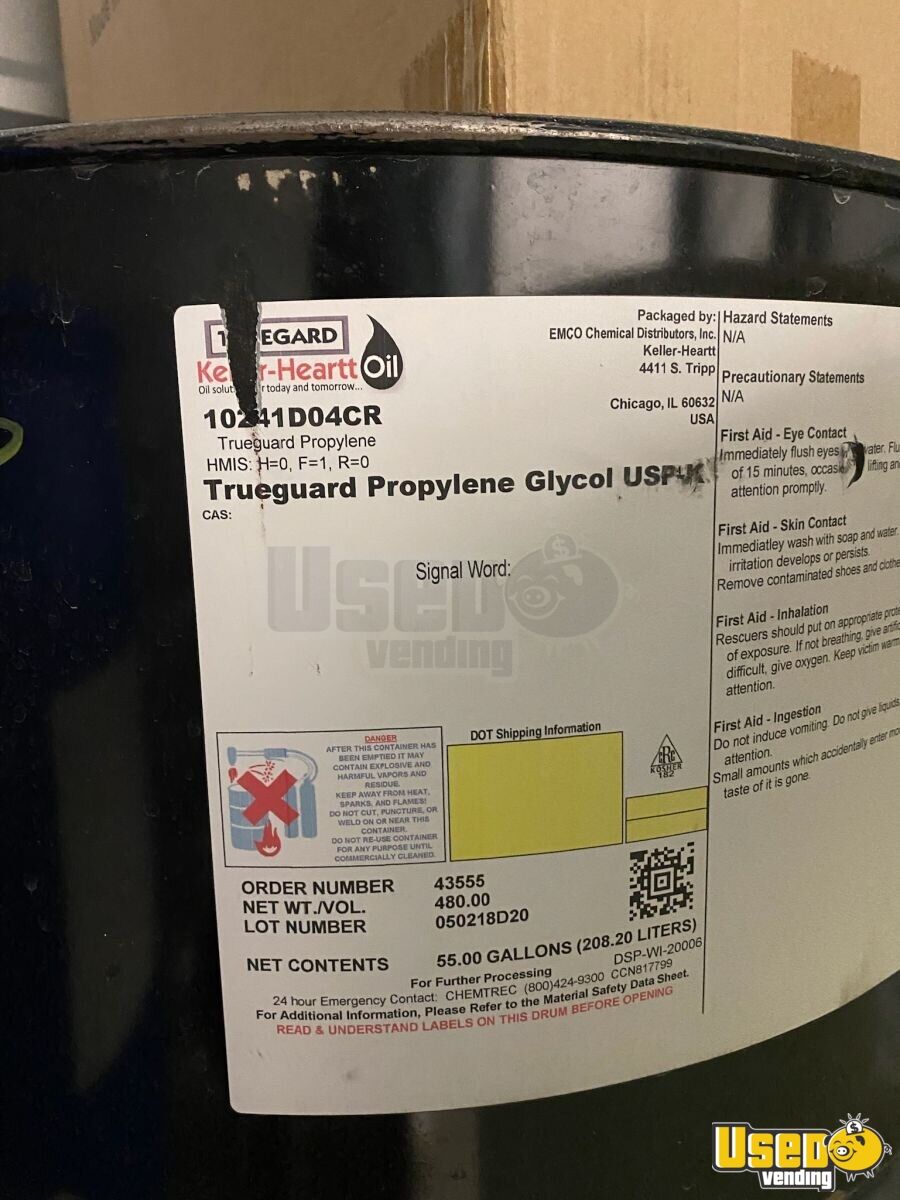 EGARD
Keller-Heartt Oil
Oil solut r today and tomorrow...
10241D04CR
Trueguard Propylene
HMIS: H=0, F=1, R=0
Trueguard Propylene Glycol USP-K
CAS:
Signal Word:
Packaged by:
EMCO Chemical Distributors, Inc.
Keller-Heartt
4411 S. Tripp
Chicago, IL 60632
USA
Hazard Statements
N/A
Precautionary Statements
N/A
First Aid - Eye Contact
Immediately flush eyes water. Flu
of 15 minutes, occasi lifting an
attention promptly.
First Aid - Skin Contact
Immediatley wash with soap and water.
irritation develops or persists.
Remove contaminated shoes and clothe
First Aid - Inhalation
Rescuers should put on appropriate prote
of exposure. If not breathing, give artific
difficult, give oxygen. Keep victim warm
attention.
First Aid - Ingestion
Do not induce vomiting. Do not give liquids
attention.
Small amounts which accidentally enter mou
taste of it is gone.
DANGER
AFTER THIS CONTAINER HAS
BEEN EMPTIED IT MAY
CONTAIN EXPLOSIVE AND
HARMFUL VAPORS AND
RESIDUE.
KEEP AWAY FROM HEAT,
SPARKS, AND FLAMES!
DO NOT CUT, PUNCTURE, OR
WELD ON OR NEAR THIS
CONTAINER.
DO NOT RE-USE CONTAINER
FOR ANY PURPOSE UNTIL
COMMERCIALLY CLEANED.
DOT Shipping Information
CRC
KOSHER
182
ORDER NUMBER 43555
NET WT./VOL. 480.00
LOT NUMBER 050218D20
NET CONTENTS 55.00 GALLONS (208.20 LITERS)
For Further Processing DSP-WI-20006
24 hour Emergency Contact: CHEMTREC (800)424-9300 CCN817799
For Additional Information, Please Refer to the Material Safety Data Sheet.
READ & UNDERSTAND LABELS ON THIS DRUM BEFORE OPENING
USED
vending
USED
vending